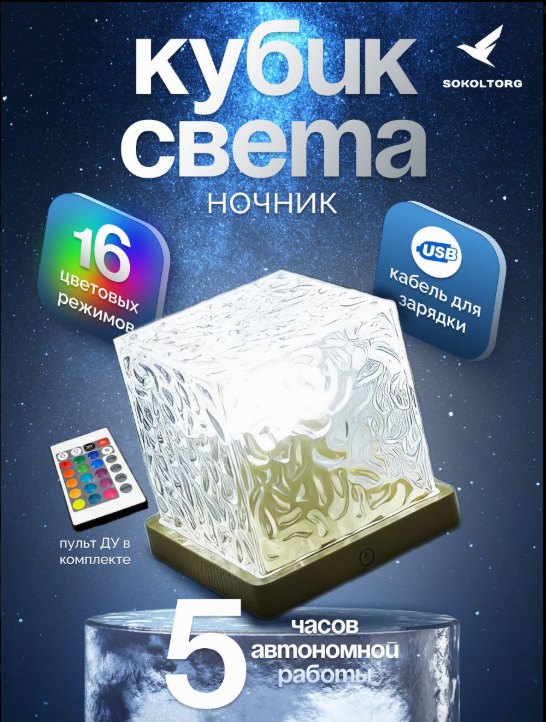 кубик
света
НОЧНИК
SOKOLTORG
16
цветовых
режимов
USB
кабель для
зарядки
пульт ДУ в
комплекте
5
часов
автономной
работы